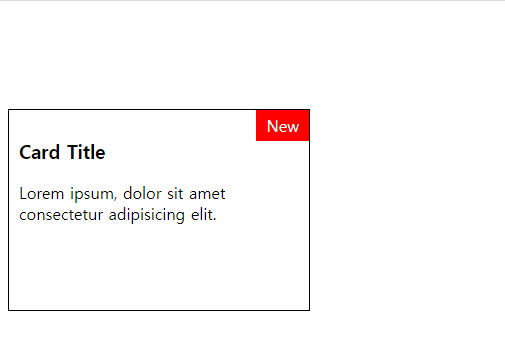 New
Card Title
Lorem ipsum, dolor sit amet
consectetur adipisicing elit.